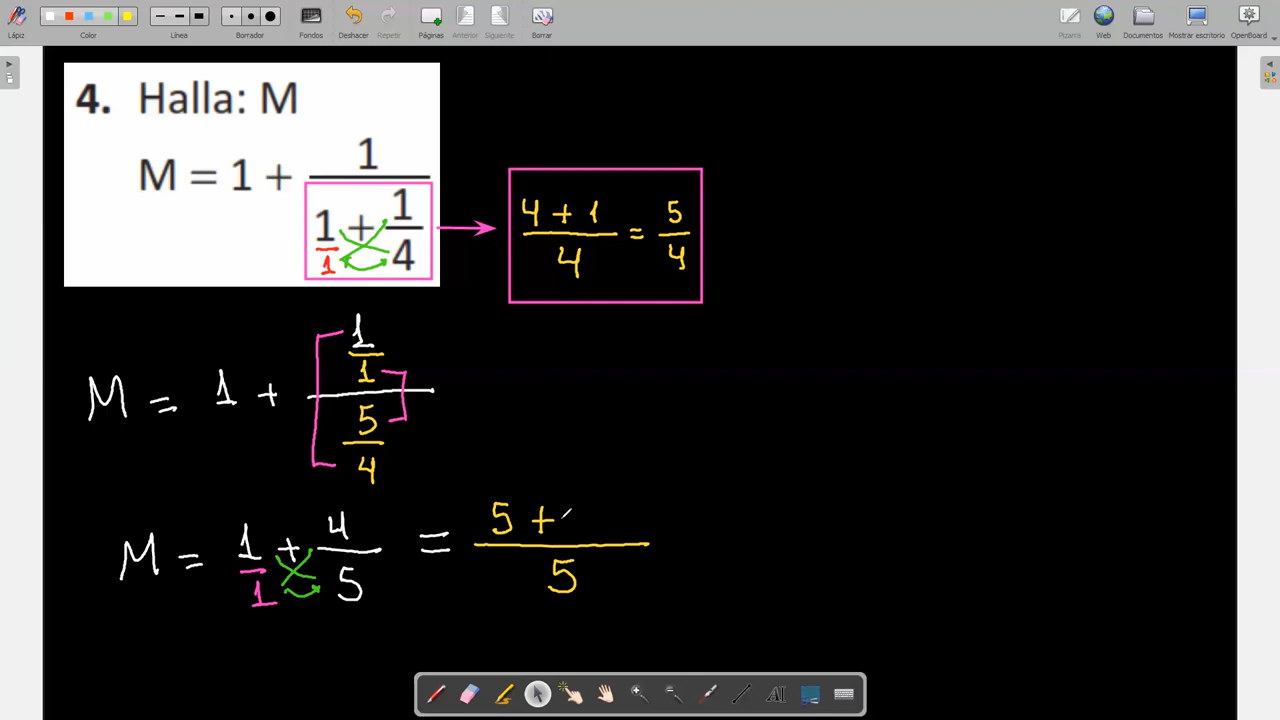 Lápiz Color Línea Borrador Fondos Deshacer Repetir Páginas Anterior Siguiente Borrar Pizarra Web Documentos Mostrar escritorio OpenBoard
4. Halla: M
M = 1 + 1
1 + 1
1 4
4 + 1 = 5
4 4
1
1
M = 1 + 
5
4
M = 1 + 4 = 5 +
1 5 5
AI